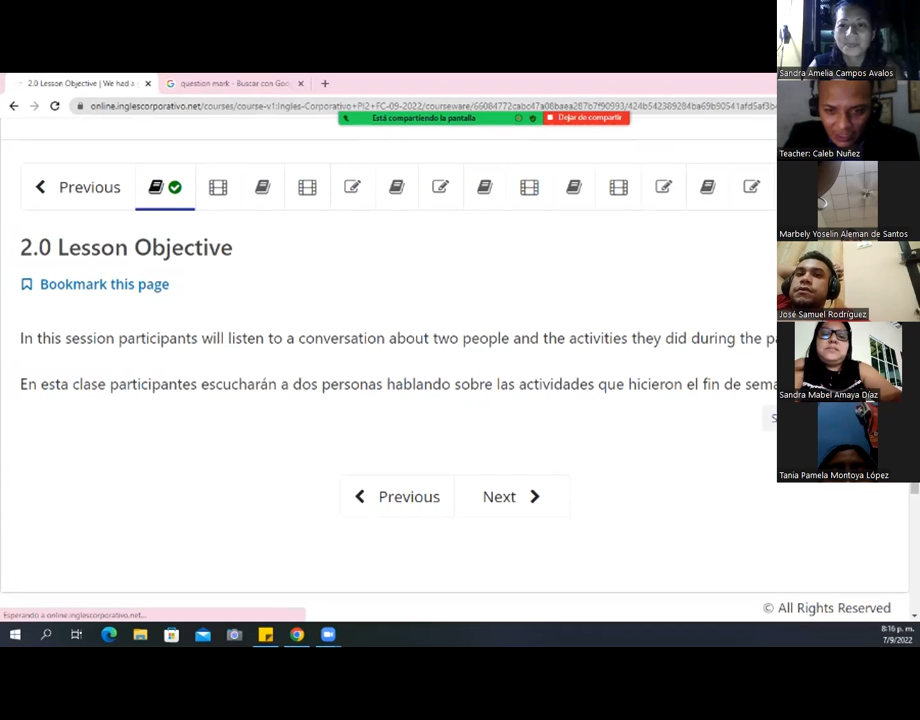 2.0 Lesson Objective | We had a
question mark - Buscar con Goo
online.inglescorporativo.net/courses/course-v1:Ingles-Corporativo+PI2+FC-09-2022/courseware/
Está compartiendo la pantalla
Dejar de compartir
Previous
2.0 Lesson Objective
Bookmark this page
In this session participants will listen to a conversation about two people and the activities they did during the
En esta clase participantes escucharán a dos personas hablando sobre las actividades que hicieron el fin de
Previous
Next
© All Rights Reserved
Esperando a online.inglescorporativo.net...
8:16 p. m.
7/9/2022
Sandra Amelia Campos Avalos
Teacher: Caleb Nuñez
Marbely Yoselin Aleman de Santos
José Samuel Rodríguez
Sandra Mabel Amaya Díaz
Tania Pamela Montoya López